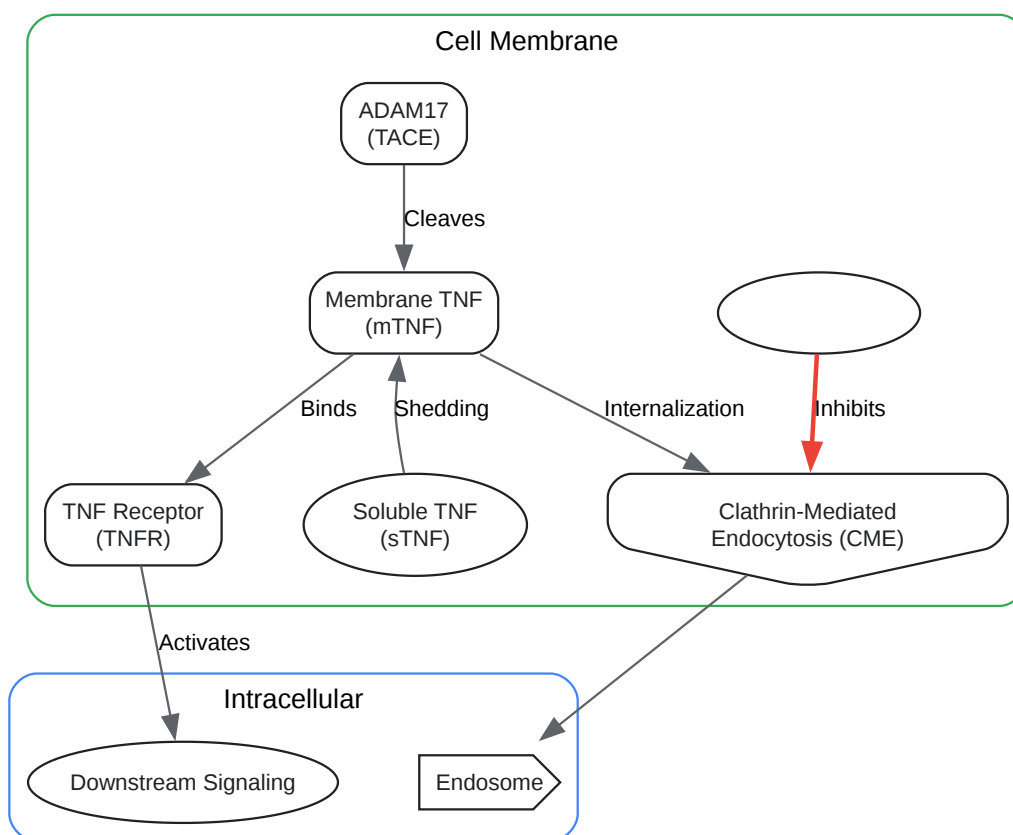 Cell Membrane
ADAM17
(TACE)
Cleaves
Membrane TNF
(mTNF)
Binds
Shedding
Internalization
Inhibits
TNF Receptor
(TNFR)
Soluble TNF
(sTNF)
Clathrin-Mediated
Endocytosis (CME)
Activates
Intracellular
Downstream Signaling
Endosome